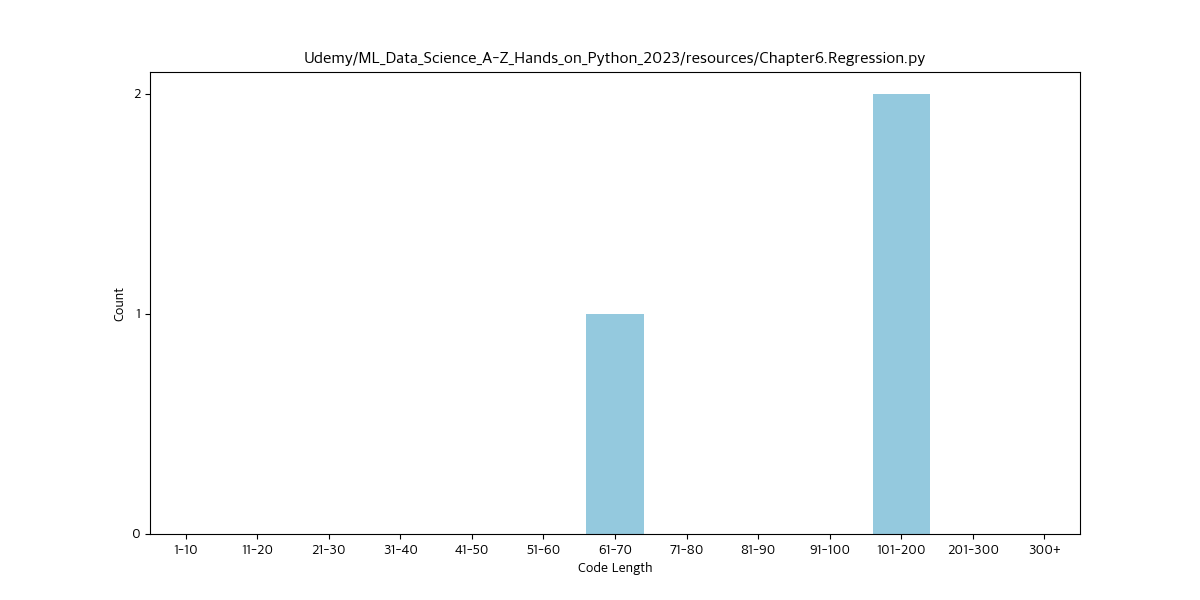 Udemy/ML_Data_Science_A-Z_Hands_on_Python_2023/resources/Chapter6.Regression.py
2
1
0
Count
1-10 11-20 21-30 31-40 41-50 51-60 61-70 71-80 81-90 91-100 101-200 201-300 300+
Code Length